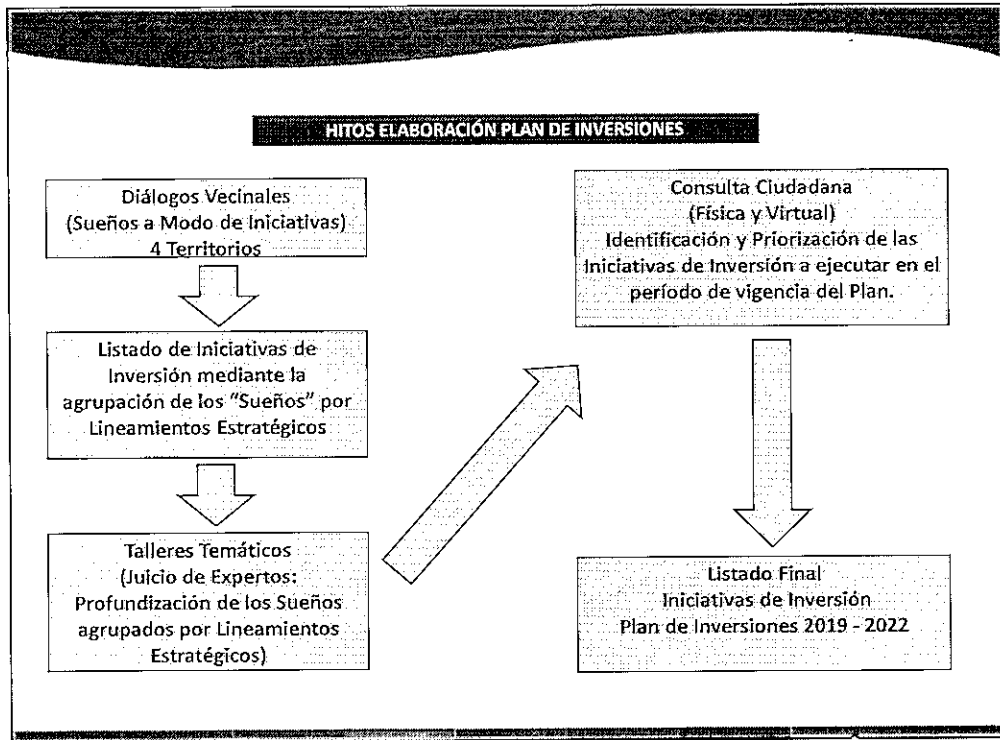 HITOS ELABORACIÓN PLAN DE INVERSIONES
Diálogos Vecinales
(Sueños a Modo de Iniciativas)
4 Territorios
Listado de Iniciativas de
Inversión mediante la
agrupación de los “Sueños” por
Lineamientos Estratégicos
Talleres Temáticos
(Juicio de Expertos:
Profundización de los Sueños
agrupados por Lineamientos
Estratégicos)
Consulta Ciudadana
(Física y Virtual)
Identificación y Priorización de las
Iniciativas de Inversión a ejecutar en el
período de vigencia del Plan.
Listado Final
Iniciativas de Inversión
Plan de Inversiones 2019 - 2022